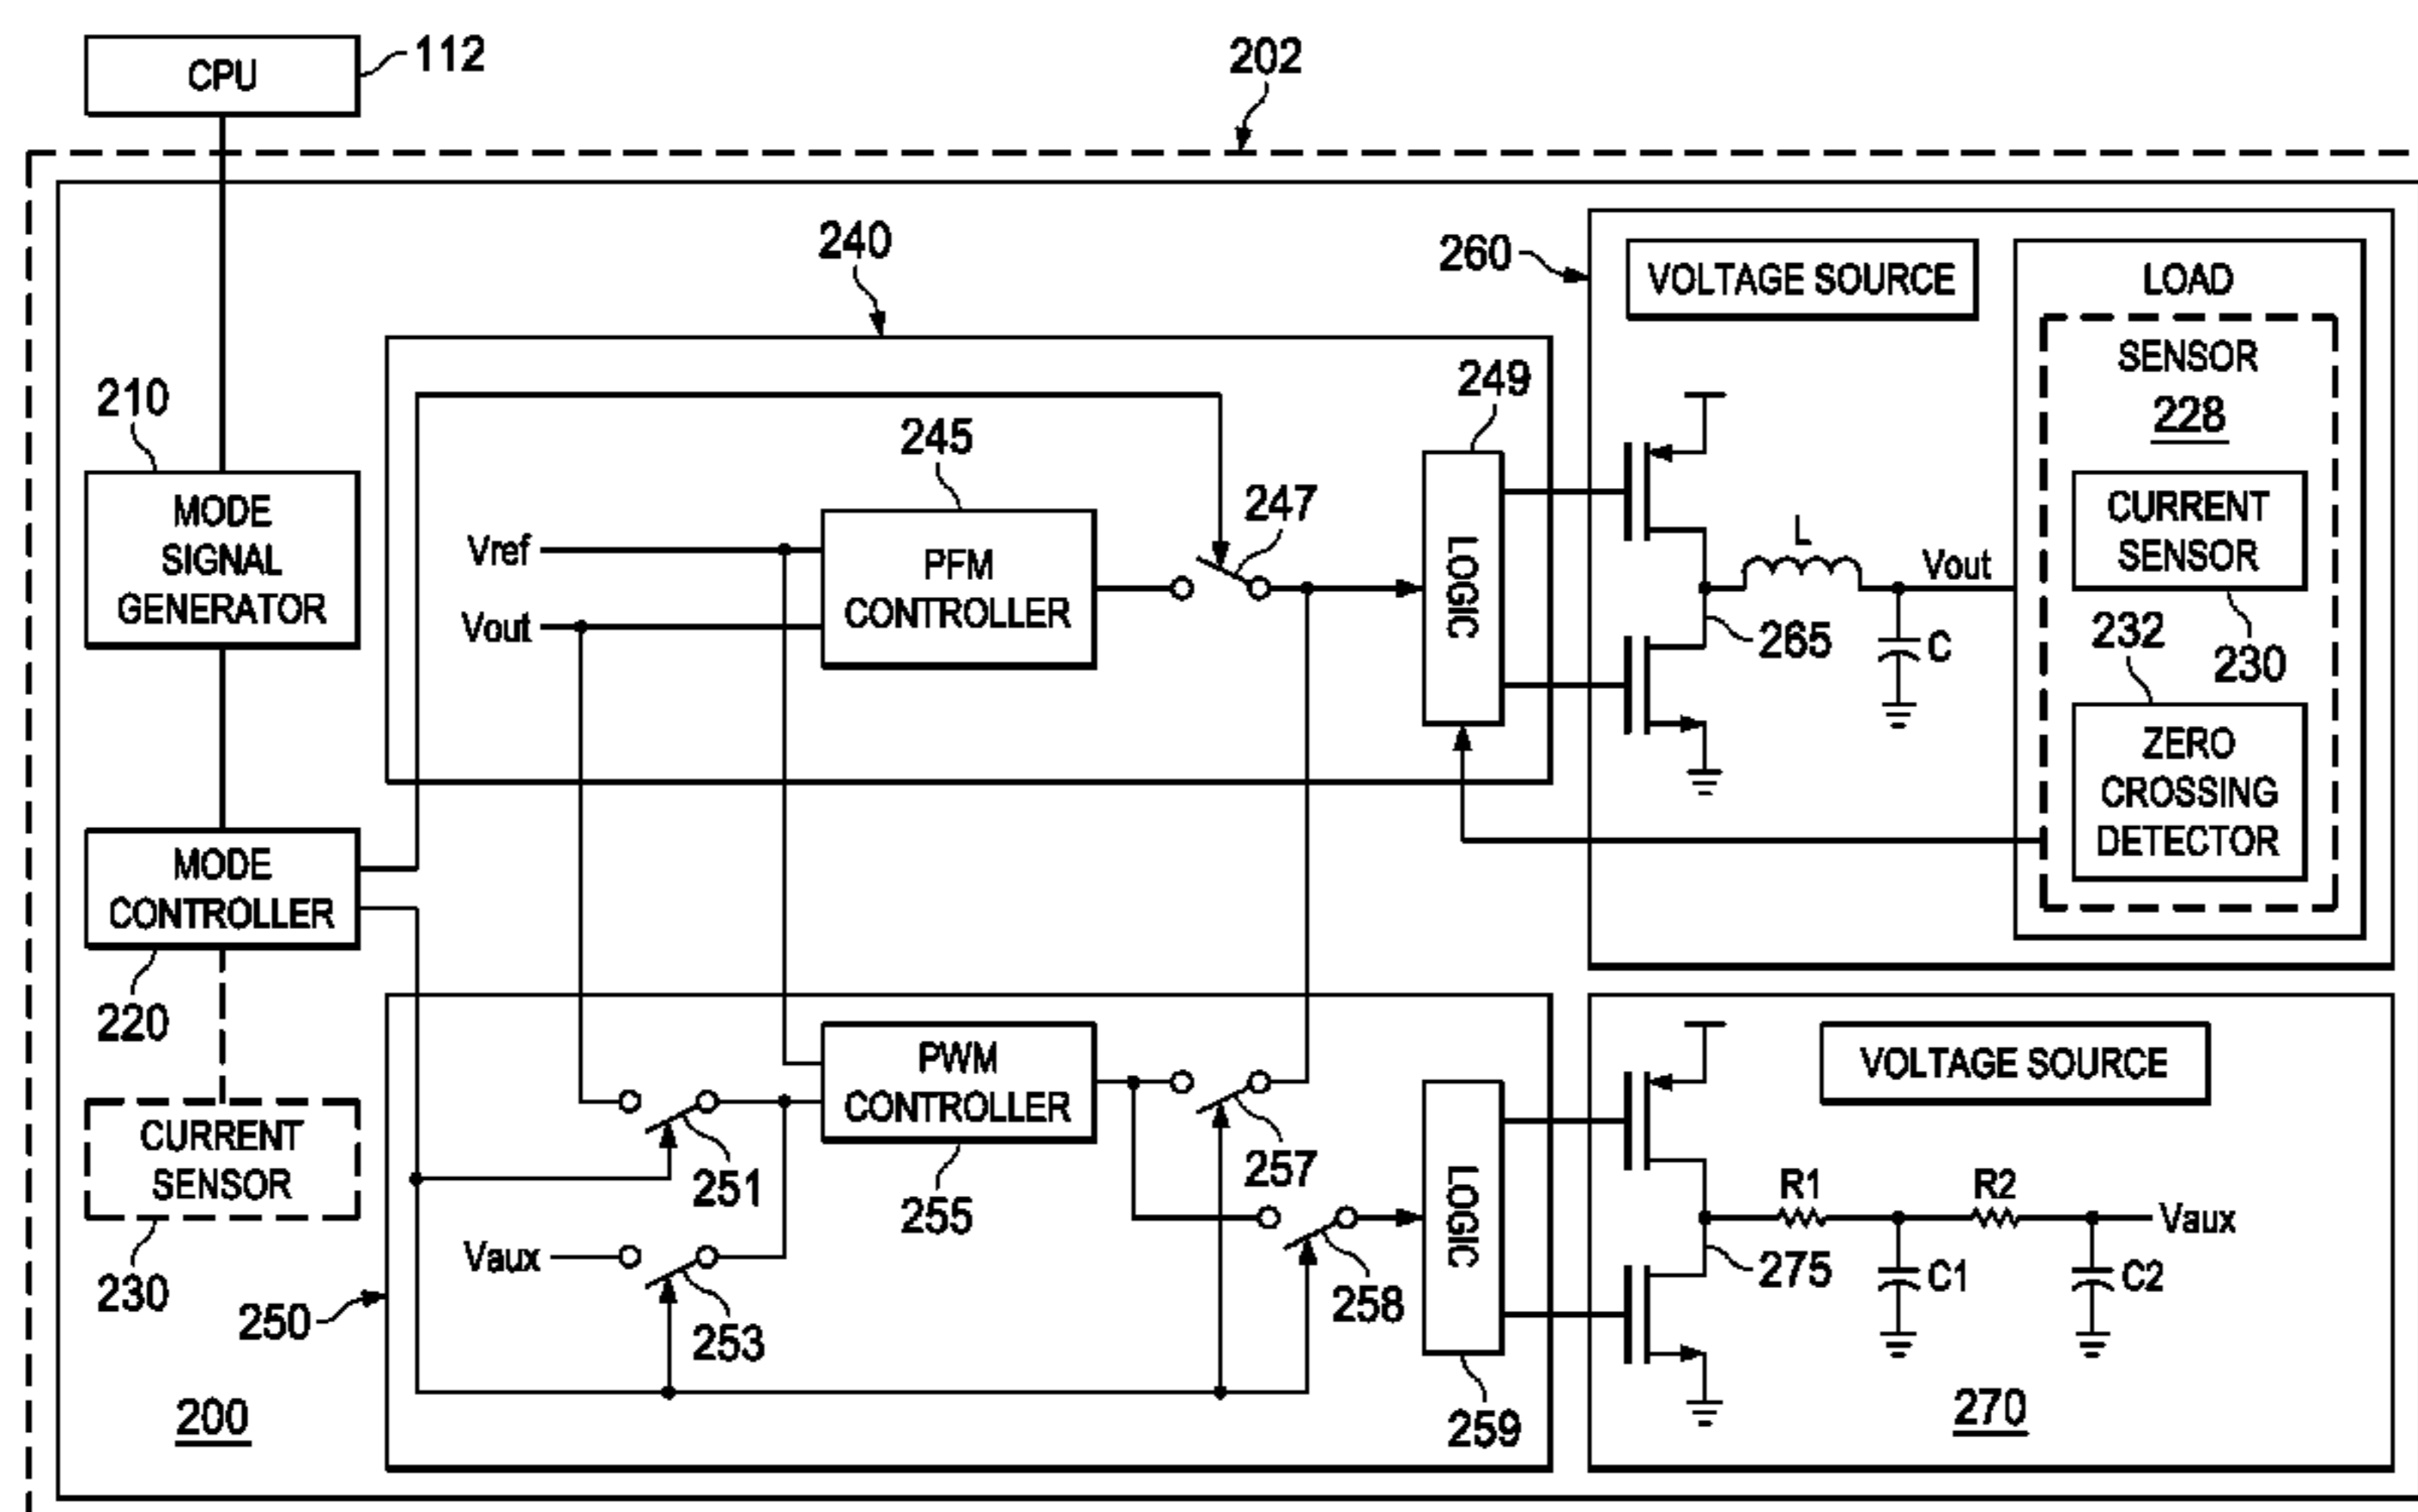 CPU
112
202
240
260
VOLTAGE SOURCE
LOAD
SENSOR
228
CURRENT
SENSOR
230
232
ZERO
CROSSING
DETECTOR
210
MODE
SIGNAL
GENERATOR
245
Vref
Vout
PFM
CONTROLLER
247
249
LOGIC
L
Vout
265
C
MODE
CONTROLLER
220
CURRENT
SENSOR
230
250
200
PWM
CONTROLLER
255
251
Vaux
253
257
258
LOGIC
259
VOLTAGE SOURCE
R1
R2
Vaux
275
C1
C2
270